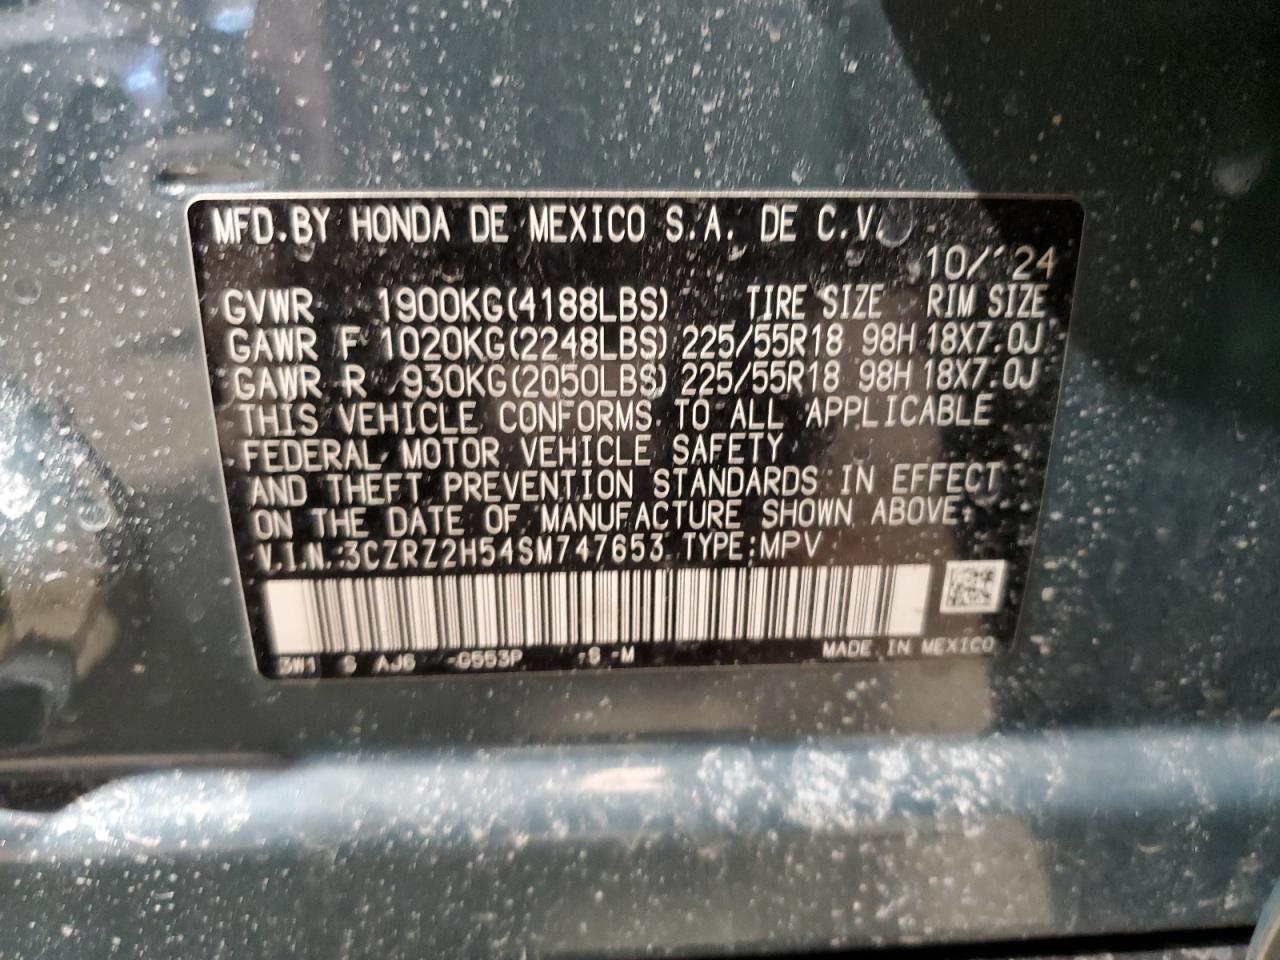 MFD.BY HONDA DE MEXICO S.A. DE C.V.
10/ '24
GVWR 1900KG(4188LBS) TIRE SIZE RIM SIZE
GAWR F 1020KG(2248LBS) 225/55R18 98H 18X7.0J
GAWR R 930KG(2050LBS) 225/55R18 98H 18X7.0J
THIS VEHICLE CONFORMS TO ALL APPLICABLE
FEDERAL MOTOR VEHICLE SAFETY
AND THEFT PREVENTION STANDARDS IN EFFECT
ON THE DATE OF MANUFACTURE SHOWN ABOVE.
V.I.N.:3CZRZ2H54SM747653 TYPE:MPV
3W1 S AJ6 -G553P -S -M MADE IN MEXICO